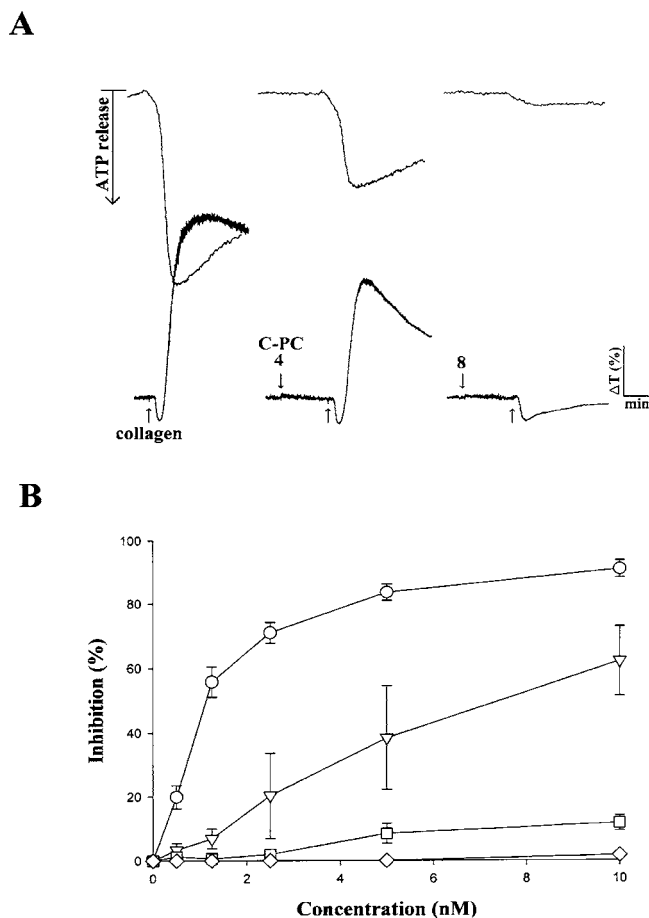 A
ATP release
C-PC
4
8
ΔT (%)
min
collagen
B
Inhibition (%)
100
80
60
40
20
0
0
2
4
6
8
10
Concentration (nM)